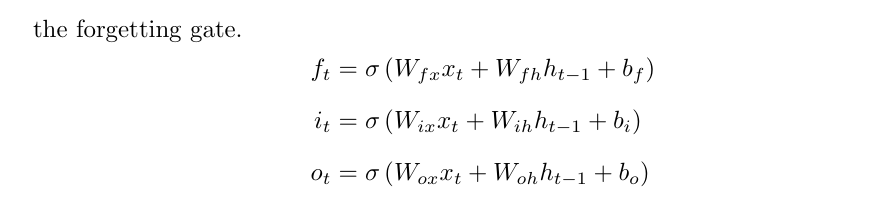 the forgetting gate.
f_t = σ (W_{fx}x_t + W_{fh}h_{t−1} + b_f)
i_t = σ (W_{ix}x_t + W_{ih}h_{t−1} + b_i)
o_t = σ (W_{ox}x_t + W_{oh}h_{t−1} + b_o)